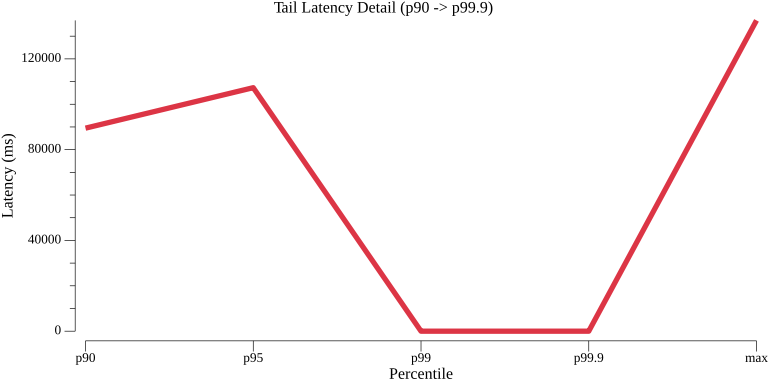 Tail Latency Detail (p90 -> p99.9)
120000
80000
40000
0
Latency (ms)
p90 p95 p99 p99.9 max
Percentile